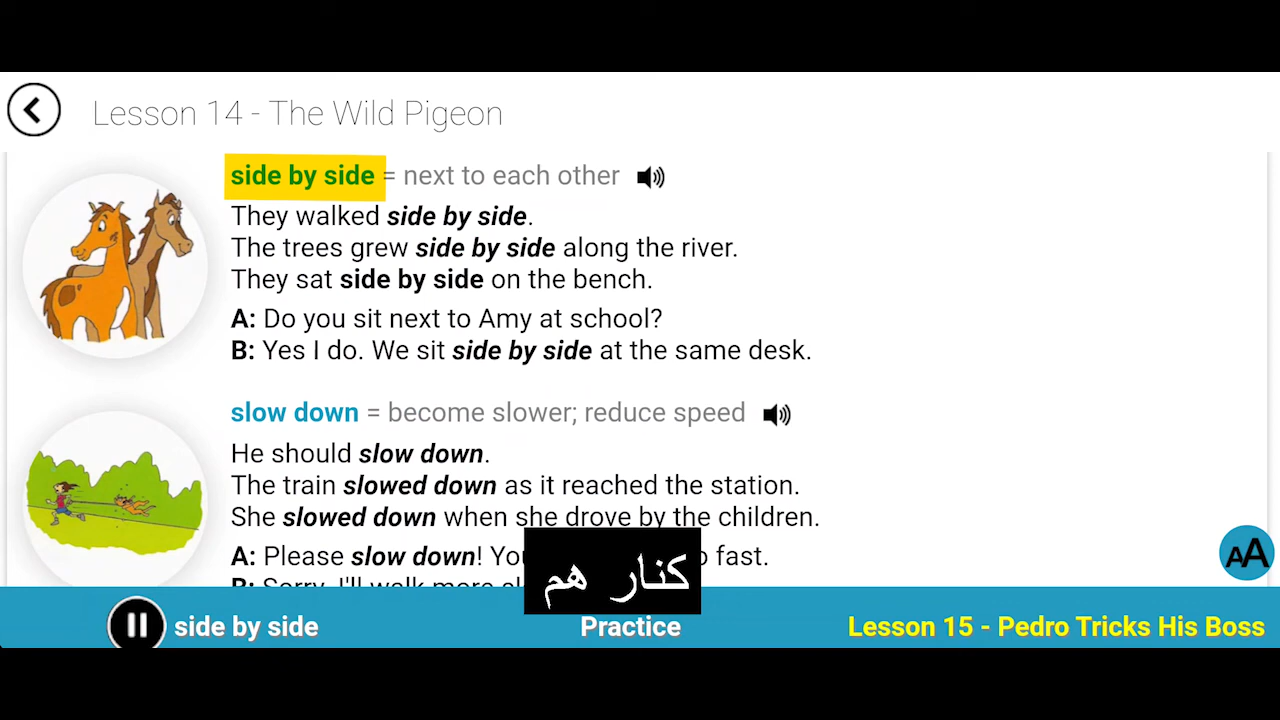 Lesson 14 - The Wild Pigeon
side by side = next to each other
They walked side by side.
The trees grew side by side along the river.
They sat side by side on the bench.
A: Do you sit next to Amy at school?
B: Yes I do. We sit side by side at the same desk.
slow down = become slower; reduce speed
He should slow down.
The train slowed down as it reached the station.
She slowed down when she drove by the children.
A: Please slow down! fast.
کنار هم
AA
side by side
Practice
Lesson 15 - Pedro Tricks His Boss